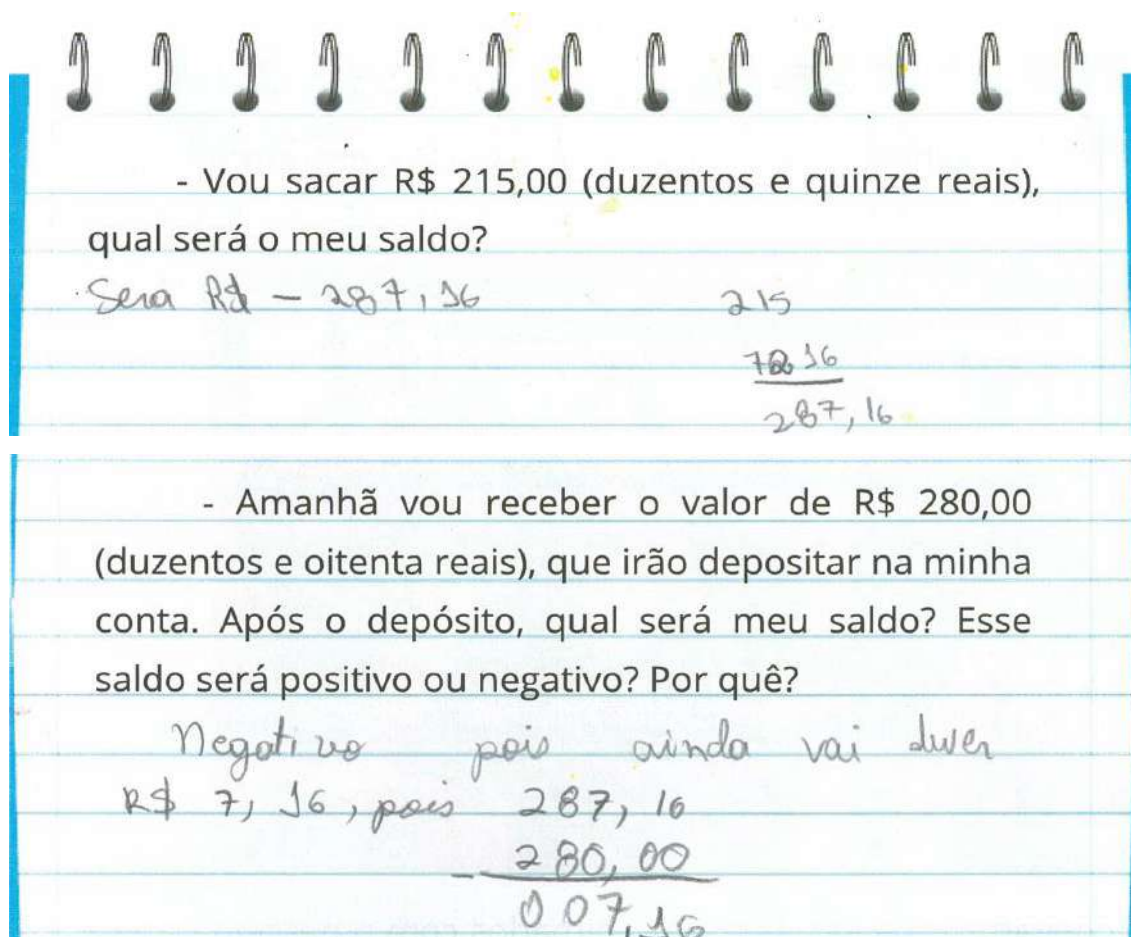 - Vou sacar R$ 215,00 (duzentos e quinze reais),
qual será o meu saldo?
Sera R$ - 287,16
215
72 16
287,16
- Amanhã vou receber o valor de R$ 280,00
(duzentos e oitenta reais), que irão depositar na minha
conta. Após o depósito, qual será meu saldo? Esse
saldo será positivo ou negativo? Por quê?
Negativo pois ainda vai dever
R$ 7,16, pois 287,16
- 280,00
007,16